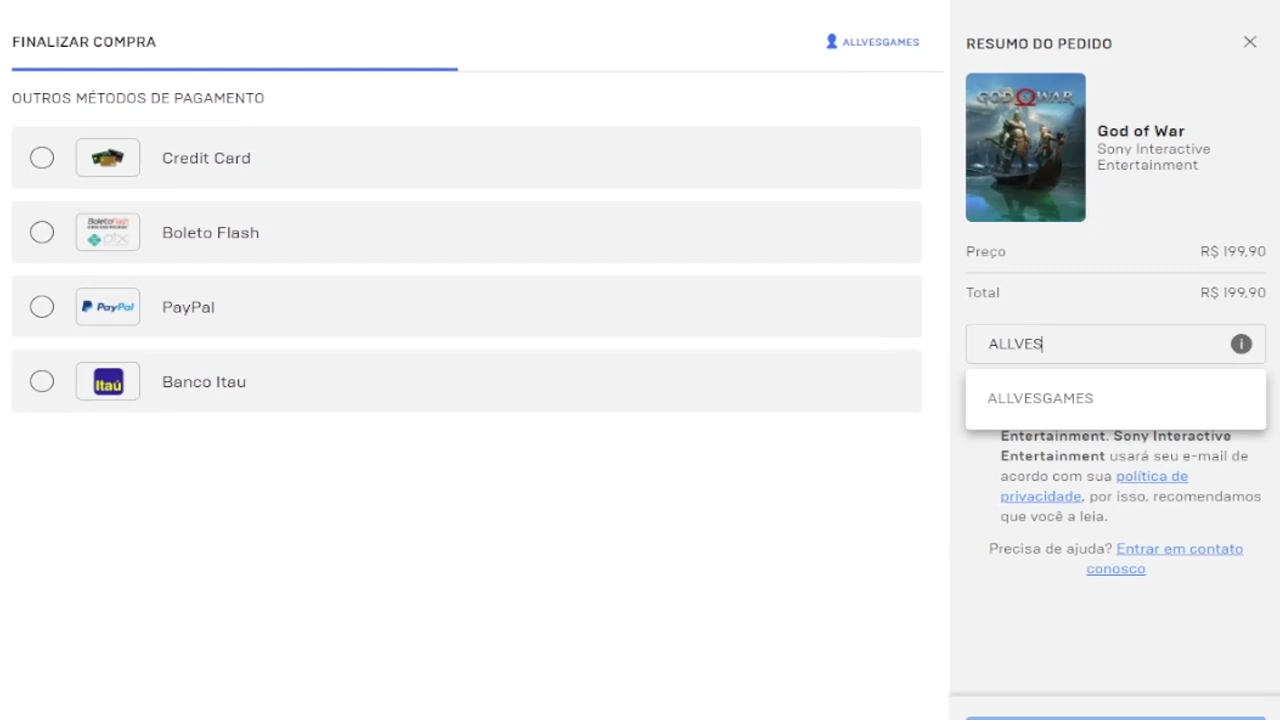 FINALIZAR COMPRA
ALLVESGAMES
OUTROS MÉTODOS DE PAGAMENTO
Credit Card
BoletoFlash
ptx
Boleto Flash
PayPal
PayPal
Itaú
Banco Itau
RESUMO DO PEDIDO
GOD OF WAR
God of War
Sony Interactive
Entertainment
Preço R$ 199,90
Total R$ 199,90
ALLVES
ALLVESGAMES
Entertainment. Sony Interactive
Entertainment usará seu e-mail de
acordo com sua política de
privacidade, por isso, recomendamos
que você a leia.
Precisa de ajuda? Entrar em contato
conosco